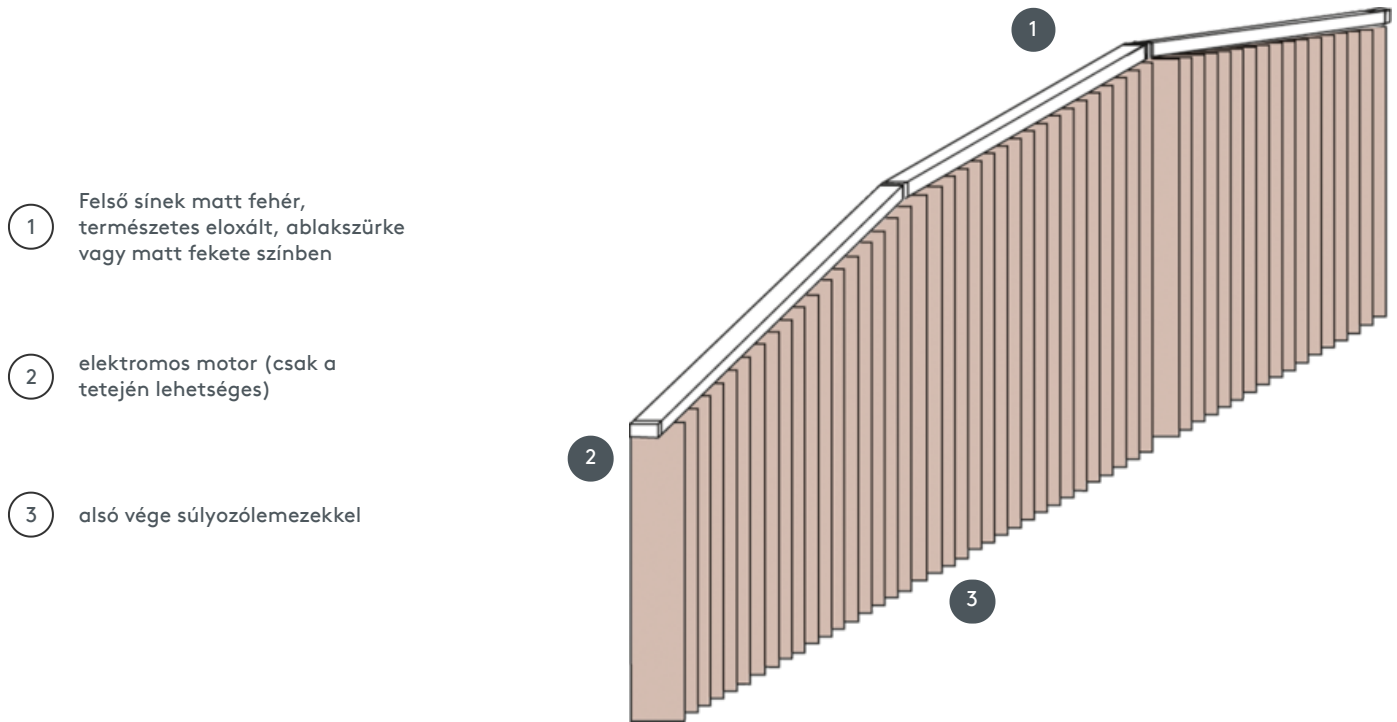 1
Felső sínek matt fehér,
természetes eloxált, ablakszürke
vagy matt fekete színben
2
elektromos motor (csak a
tetején lehetséges)
3
alsó vége súlyozólemezekkel
1
2
3